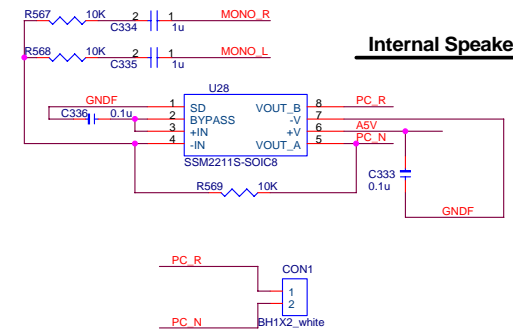 R567 10K 2 1 MONO_R
C334 1u
R568 10K 2 1 MONO_L
C335 1u
Internal Speake
U28
GNDF 1 SD VOUT_B 8 PC_R
C336 0.1u 2 BYPASS -V 7
3 +IN +V 6 A5V
4 -IN VOUT_A 5 PC_N
SSM2211S-SOIC8
C333
0.1u
R569 10K
GNDF
PC_R
CON1
1
2
PC_N BH1X2_white